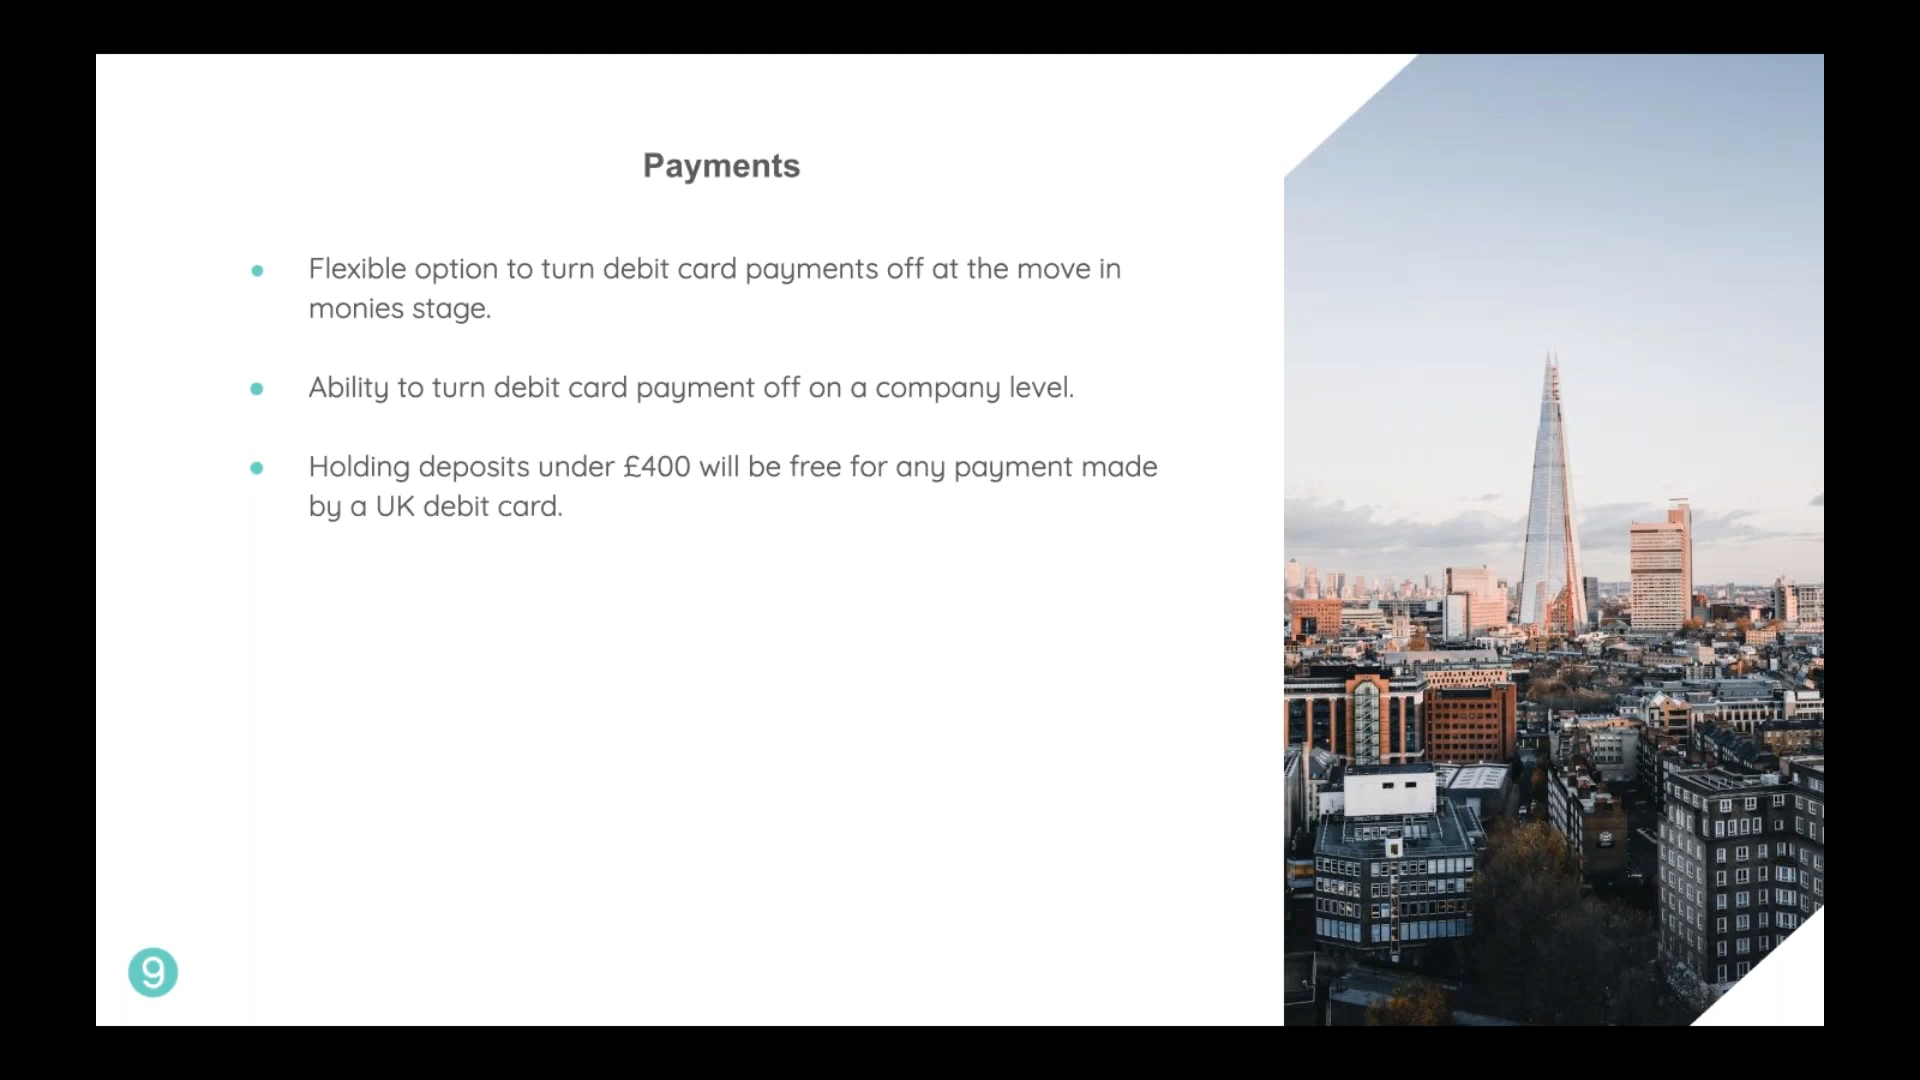 Payments
Flexible option to turn debit card payments off at the move in
monies stage.
Ability to turn debit card payment off on a company level.
Holding deposits under £400 will be free for any payment made
by a UK debit card.
9